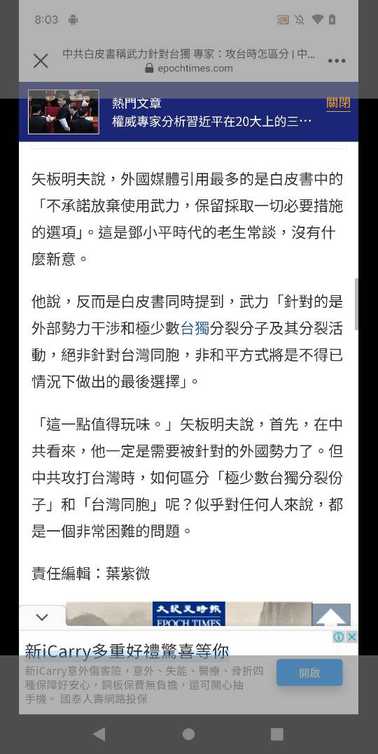 8:03
中共白皮書稱武力針對台獨 專家：攻台時怎區分 | 中...
epochtimes.com
熱門文章
關閉
權威專家分析習近平在20大上的三…
矢板明夫說，外國媒體引用最多的是白皮書中的
「不承諾放棄使用武力，保留採取一切必要措施
的選項」。這是鄧小平時代的老生常談，沒有什
麼新意。
他說，反而是白皮書同時提到，武力「針對的是
外部勢力干涉和極少數台獨分裂分子及其分裂活
動，絕非針對台灣同胞，非和平方式將是不得已
情況下做出的最後選擇」。
「這一點值得玩味。」矢板明夫說，首先，在中
共看來，他一定是需要被針對的外國勢力了。但
中共攻打台灣時，如何區分「極少數台獨分裂份
子」和「台灣同胞」呢？似乎對任何人來說，都
是一個非常困難的問題。
責任編輯：葉紫微
大紀元時報
EPOCH TIMES
新iCarry多重好禮驚喜等你
新iCarry意外傷害險，意外、失能、醫療、骨折四
種保障好安心，銅板保費無負擔，還可開心抽
手機。 國泰人壽網路投保
開啟